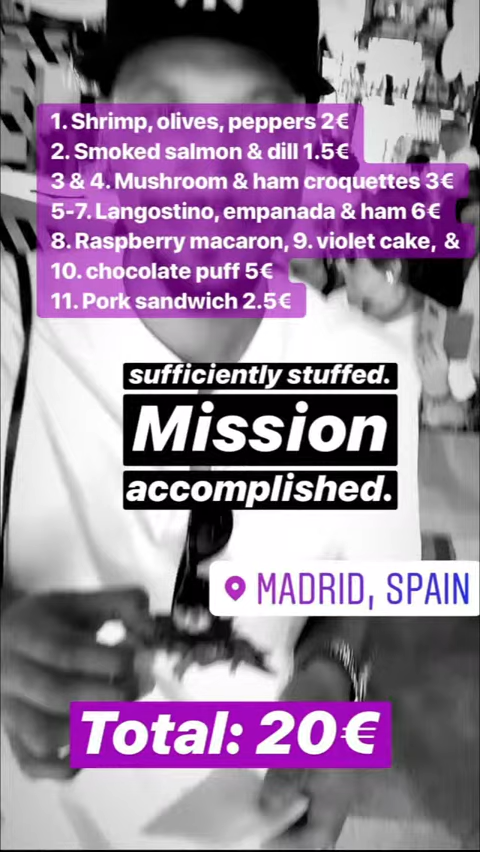 1. Shrimp, olives, peppers 2€
2. Smoked salmon & dill 1.5€
3 & 4. Mushroom & ham croquettes 3€
5-7. Langostino, empanada & ham 6€
8. Raspberry macaron, 9. violet cake, &
10. chocolate puff 5€
11. Pork sandwich 2.5€
sufficiently stuffed.
Mission
accomplished.
MADRID, SPAIN
Total: 20€